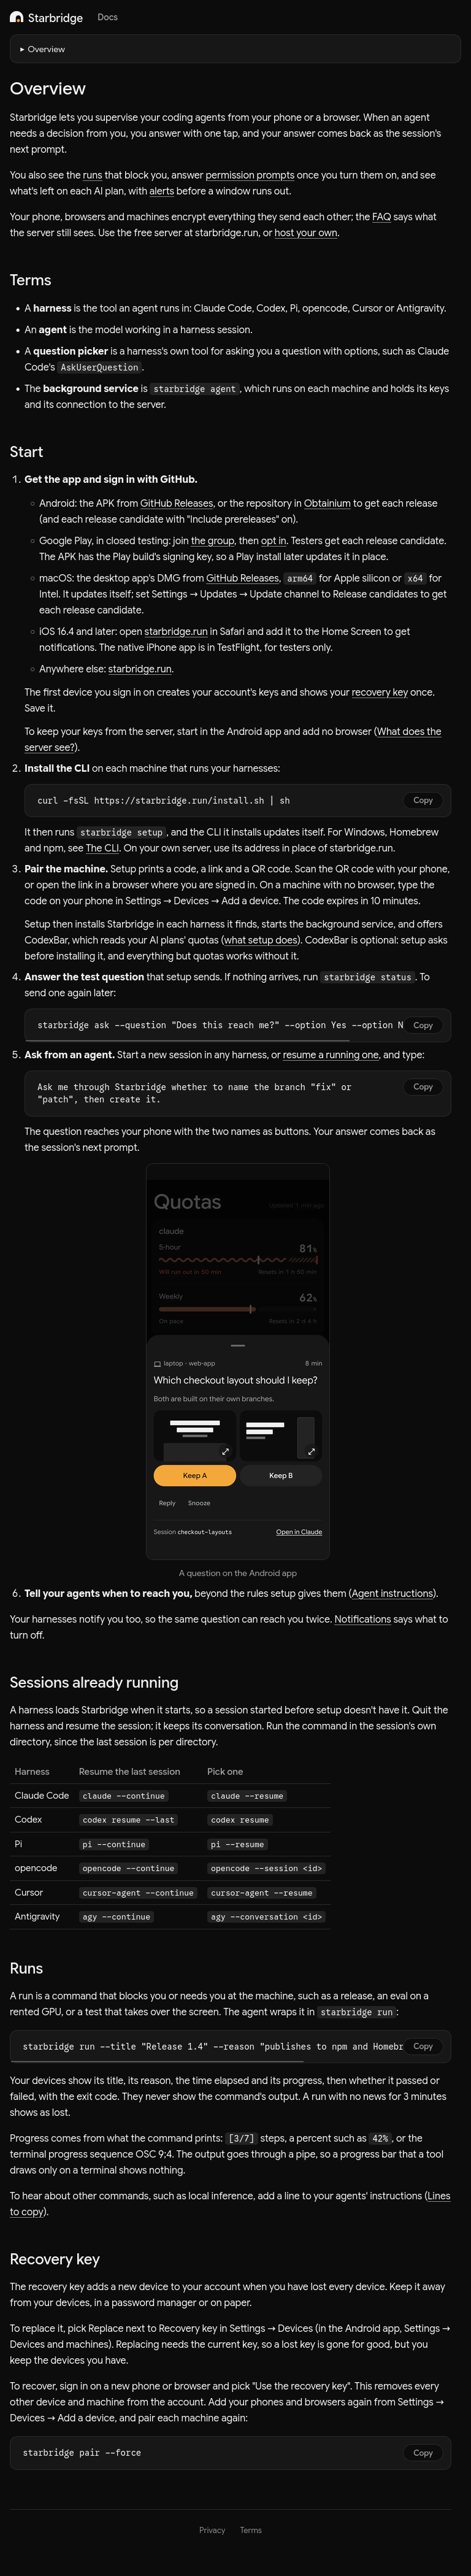 Starbridge Docs
▸ Overview
Overview
Starbridge lets you supervise your coding agents from your phone or a browser. When an agent
needs a decision from you, you answer with one tap, and your answer comes back as the session's
next prompt.
You also see the runs that block you, answer permission prompts once you turn them on, and see
what's left on each AI plan, with alerts before a window runs out.
Your phone, browsers and machines encrypt everything they send each other; the FAQ says what
the server still sees. Use the free server at starbridge.run, or host your own.
Terms
• A harness is the tool an agent runs in: Claude Code, Codex, Pi, opencode, Cursor or Antigravity.
• An agent is the model working in a harness session.
• A question picker is a harness's own tool for asking you a question with options, such as Claude
Code's AskUserQuestion.
• The background service is starbridge agent, which runs on each machine and holds its keys
and its connection to the server.
Start
1. Get the app and sign in with GitHub.
◦ Android: the APK from GitHub Releases, or the repository in Obtainium to get each release
(and each release candidate with "Include prereleases" on).
◦ Google Play, in closed testing: join the group, then opt in. Testers get each release candidate.
The APK has the Play build's signing key, so a Play install later updates it in place.
◦ macOS: the desktop app's DMG from GitHub Releases, arm64 for Apple silicon or x64 for
Intel. It updates itself; set Settings → Updates → Update channel to Release candidates to get
each release candidate.
◦ iOS 16.4 and later: open starbridge.run in Safari and add it to the Home Screen to get
notifications. The native iPhone app is in TestFlight, for testers only.
◦ Anywhere else: starbridge.run.
The first device you sign in on creates your account's keys and shows your recovery key once.
Save it.
To keep your keys from the server, start in the Android app and add no browser (What does the
server see?).
2. Install the CLI on each machine that runs your harnesses:
curl -fsSL https://starbridge.run/install.sh | sh Copy
It then runs starbridge setup, and the CLI it installs updates itself. For Windows, Homebrew
and npm, see The CLI. On your own server, use its address in place of starbridge.run.
3. Pair the machine. Setup prints a code, a link and a QR code. Scan the QR code with your phone,
or open the link in a browser where you are signed in. On a machine with no browser, type the
code on your phone in Settings → Devices → Add a device. The code expires in 10 minutes.
Setup then installs Starbridge in each harness it finds, starts the background service, and offers
CodexBar, which reads your AI plans' quotas (what setup does). CodexBar is optional: setup asks
before installing it, and everything but quotas works without it.
4. Answer the test question that setup sends. If nothing arrives, run starbridge status. To
send one again later:
starbridge ask --question "Does this reach me?" --option Yes --option N Copy
5. Ask from an agent. Start a new session in any harness, or resume a running one, and type:
Ask me through Starbridge whether to name the branch "fix" or Copy
"patch", then create it.
The question reaches your phone with the two names as buttons. Your answer comes back as
the session's next prompt.
Quotas Updated 1 min ago
claude
5-hour 81%
Will run out in 50 min Resets in 1 h 30 min
Weekly 62%
On pace Resets in 2 d 4 h
laptop · web-app 8 min
Which checkout layout should I keep?
Both are built on their own branches.
Keep A Keep B
Reply Snooze
Session checkout-layouts Open in Claude
A question on the Android app
6. Tell your agents when to reach you, beyond the rules setup gives them (Agent instructions).
Your harnesses notify you too, so the same question can reach you twice. Notifications says what to
turn off.
Sessions already running
A harness loads Starbridge when it starts, so a session started before setup doesn't have it. Quit the
harness and resume the session; it keeps its conversation. Run the command in the session's own
directory, since the last session is per directory.
Harness Resume the last session Pick one
Claude Code claude --continue claude --resume
Codex codex resume --last codex resume
Pi pi --continue pi --resume
opencode opencode --continue opencode --session <id>
Cursor cursor-agent --continue cursor-agent --resume
Antigravity agy --continue agy --conversation <id>
Runs
A run is a command that blocks you or needs you at the machine, such as a release, an eval on a
rented GPU, or a test that takes over the screen. The agent wraps it in starbridge run:
starbridge run --title "Release 1.4" --reason "publishes to npm and Homebr Copy
Your devices show its title, its reason, the time elapsed and its progress, then whether it passed or
failed, with the exit code. They never show the command's output. A run with no news for 3 minutes
shows as lost.
Progress comes from what the command prints: [3/7] steps, a percent such as 42%, or the
terminal progress sequence OSC 9;4. The output goes through a pipe, so a progress bar that a tool
draws only on a terminal shows nothing.
To hear about other commands, such as local inference, add a line to your agents' instructions (Lines
to copy).
Recovery key
The recovery key adds a new device to your account when you have lost every device. Keep it away
from your devices, in a password manager or on paper.
To replace it, pick Replace next to Recovery key in Settings → Devices (in the Android app, Settings →
Devices and machines). Replacing needs the current key, so a lost key is gone for good, but you
keep the devices you have.
To recover, sign in on a new phone or browser and pick "Use the recovery key". This removes every
other device and machine from the account. Add your phones and browsers again from Settings →
Devices → Add a device, and pair each machine again:
starbridge pair --force Copy
Privacy Terms